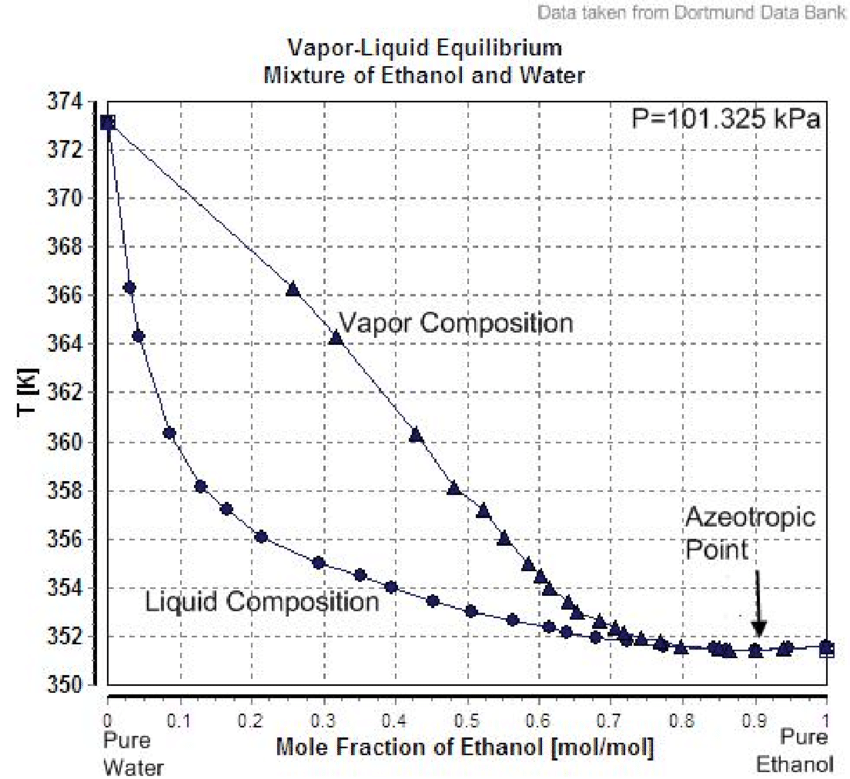 Data taken from Dortmund Data Bank
Vapor-Liquid Equilibrium
Mixture of Ethanol and Water
P=101.325 kPa
374
372
370
368
366
364
362
360
358
356
354
352
350
T [K]
Vapor Composition
Azeotropic
Point
Liquid Composition
0 0.1 0.2 0.3 0.4 0.5 0.6 0.7 0.8 0.9 1
Pure
Water
Mole Fraction of Ethanol [mol/mol]
Pure
Ethanol